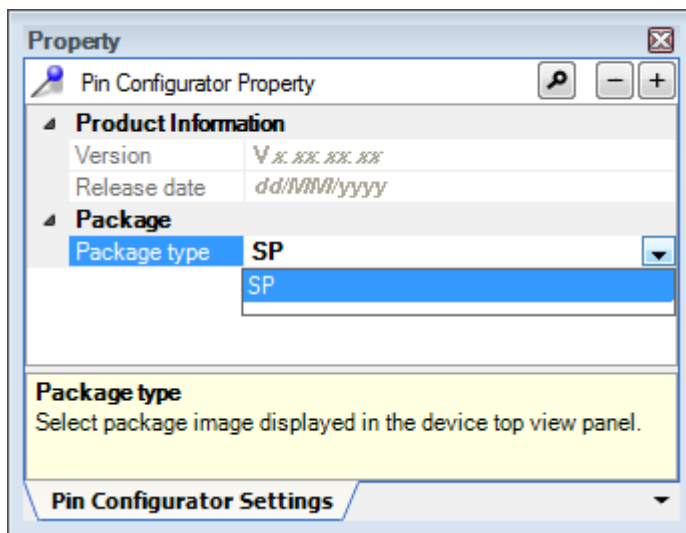 Property
Pin Configurator Property
Product Information
Version Vx.xx.xx.xx
Release date dd/MM/yyyy
Package
Package type SP
SP
Package type
Select package image displayed in the device top view panel.
Pin Configurator Settings